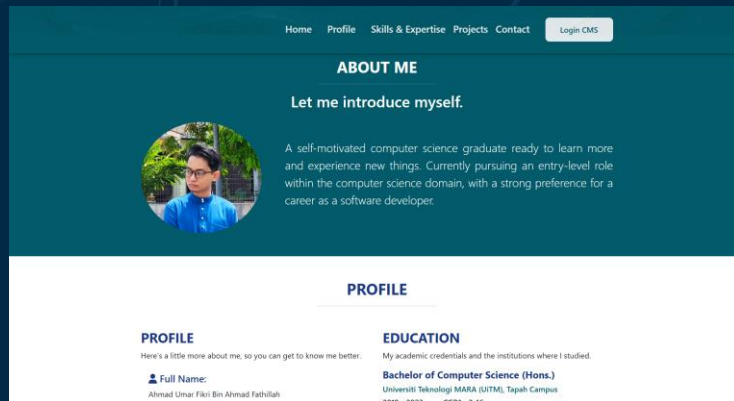 Home Profile Skills & Expertise Projects Contact Login CMS
ABOUT ME
Let me introduce myself.
A self-motivated computer science graduate ready to learn more
and experience new things. Currently pursuing an entry-level role
within the computer science domain, with a strong preference for a
career as a software developer.
PROFILE
PROFILE
Here's a little more about me, so you can get to know me better.
Full Name:
Ahmad Umar Fikri Bin Ahmad Fathillah
EDUCATION
My academic credentials and the institutions where I studied.
Bachelor of Computer Science (Hons.)
Universiti Teknologi MARA (UiTM), Tapah Campus